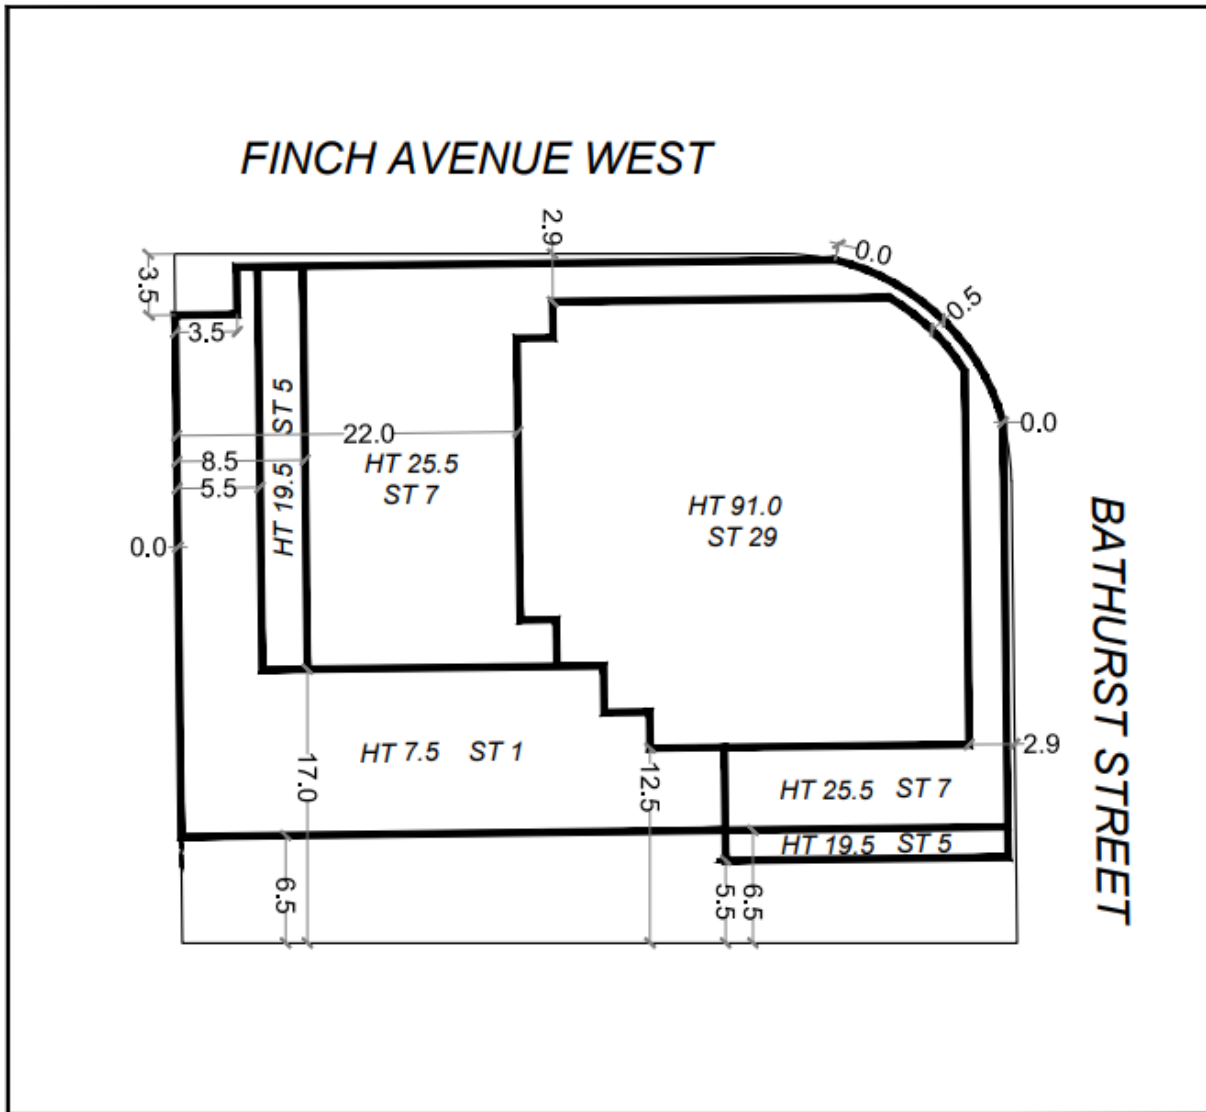 FINCH AVENUE WEST
2.9
0.0
3.5
0.5
3.5
HT 19.5 ST 5
0.0
22.0
8.5
HT 25.5
5.5
ST 7
HT 91.0
ST 29
0.0
BATHURST STREET
2.9
HT 7.5 ST 1
17.0
12.5
HT 25.5 ST 7
HT 19.5 ST 5
6.5
5.5
6.5